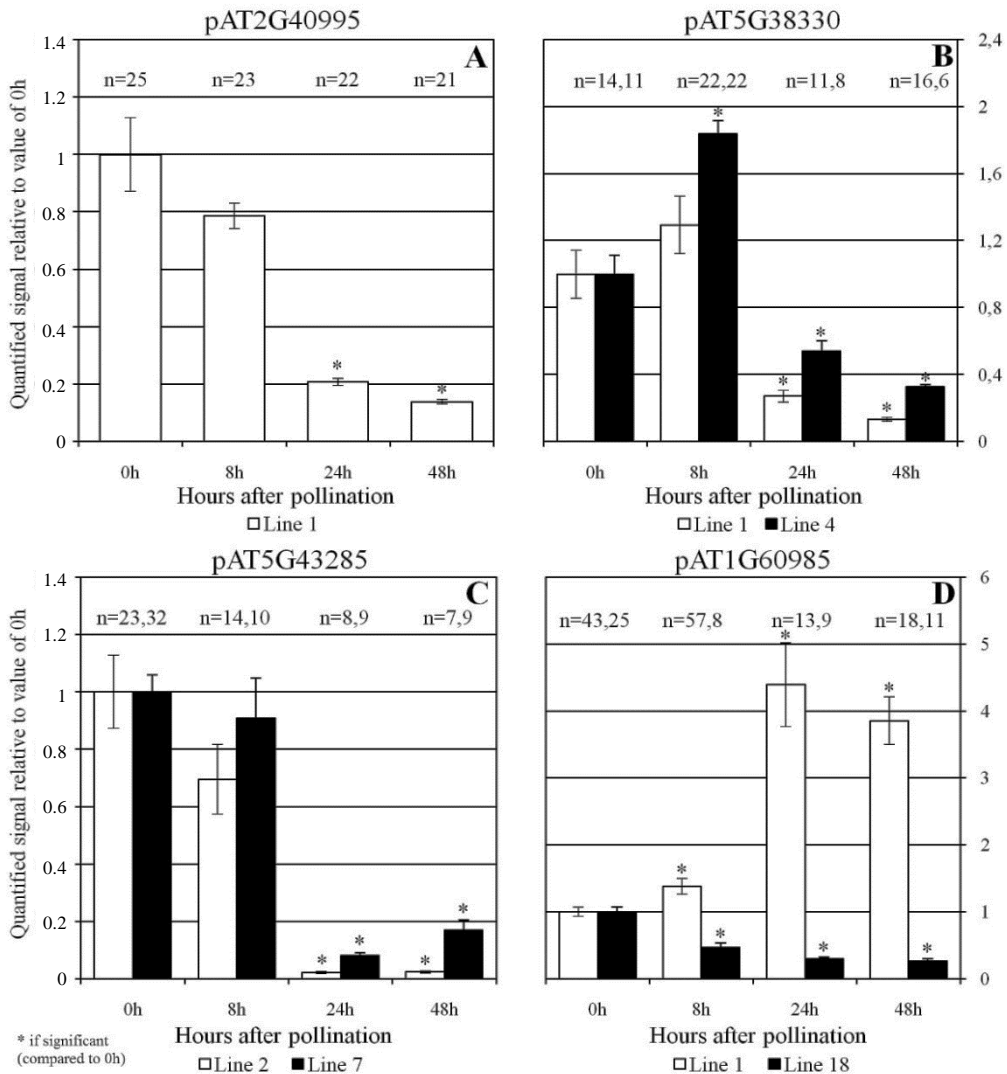 pAT2G40995
A
n=25 n=23 n=22 n=21
1.4
1.2
1
0.8
0.6
0.4
0.2
0
* *
Quantified signal relative to value of 0h
0h 8h 24h 48h
Hours after pollination
Line 1
pAT5G38330
B
n=14,11 n=22,22 n=11,8 n=16,6
2,4
2
1,6
1,2
0,8
0,4
0
* * * * *
0h 8h 24h 48h
Hours after pollination
Line 1 Line 4
pAT5G43285
C
n=23,32 n=14,10 n=8,9 n=7,9
1.4
1.2
1
0.8
0.6
0.4
0.2
0
* * * *
Quantified signal relative to value of 0h
0h 8h 24h 48h
Hours after pollination
Line 2 Line 7
* if significant
(compared to 0h)
pAT1G60985
D
n=43,25 n=57,8 n=13,9 n=18,11
6
5
4
3
2
1
0
* * * * * *
0h 8h 24h 48h
Hours after pollination
Line 1 Line 18